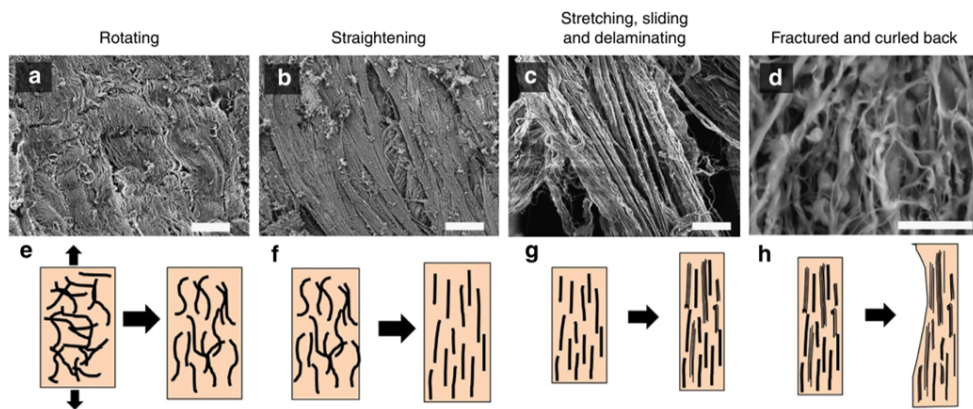 Rotating
Straightening
Stretching, sliding
and delaminating
Fractured and curled back
a
b
c
d
e
f
g
h